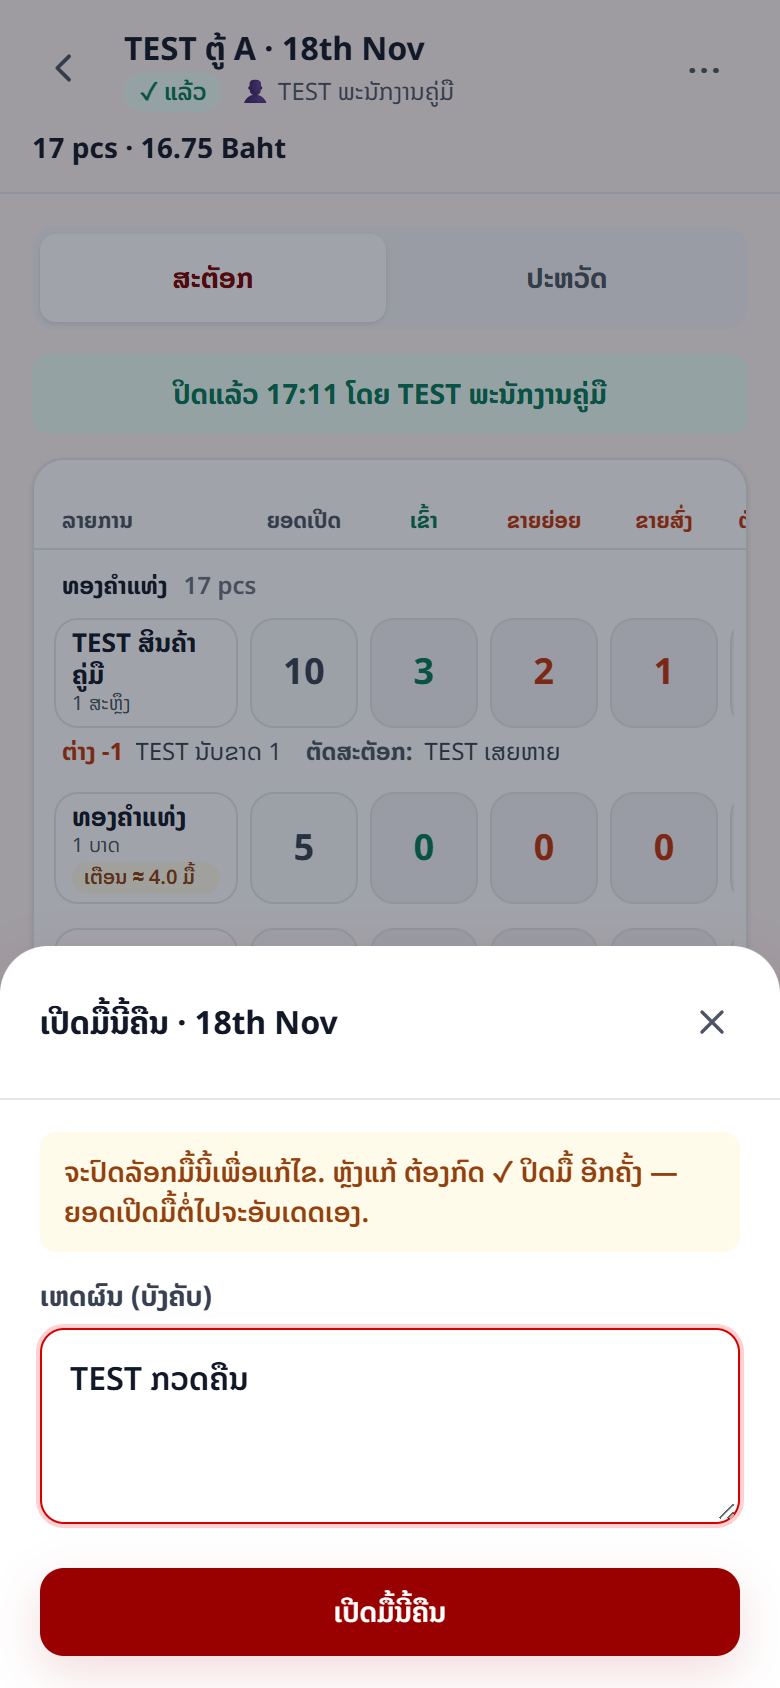 TEST ຕູ້ A · 18th Nov
✓ ແລ້ວ 👤 TEST ພະນັກງານຄູ່ມື
17 pcs · 16.75 Baht
ສະຕັອກ
ປະຫວັດ
ປິດແລ້ວ 17:11 ໂດຍ TEST ພະນັກງານຄູ່ມື
ລາຍການ ຍອດເປີດ ເຂົ້າ ຂາຍຍ່ອຍ ຂາຍສົ່ງ
ທອງຄຳແທ່ງ 17 pcs
TEST ສິນຄ້າ
ຄູ່ມື
1 ສະຫຼຶງ
10 3 2 1
ຕ່າງ -1 TEST ນັບຂາດ 1 ຕັດສະຕັອກ: TEST ເສຍຫາຍ
ທອງຄຳແທ່ງ
1 ບາດ
ເຕືອນ ≈ 4.0 ມື້
5 0 0 0
ເປີດມື້ນີ້ຄືນ · 18th Nov
ຈະປົດລັອກມື້ນີ້ເພື່ອແກ້ໄຂ. ຫຼັງແກ້ ຕ້ອງກົດ ✓ ປິດມື້ ອີກຄັ້ງ —
ຍອດເປີດມື້ຕໍ່ໄປຈະອັບເດດເອງ.
ເຫດຜົນ (ບັງຄັບ)
TEST ກວດຄືນ
ເປີດມື້ນີ້ຄືນ